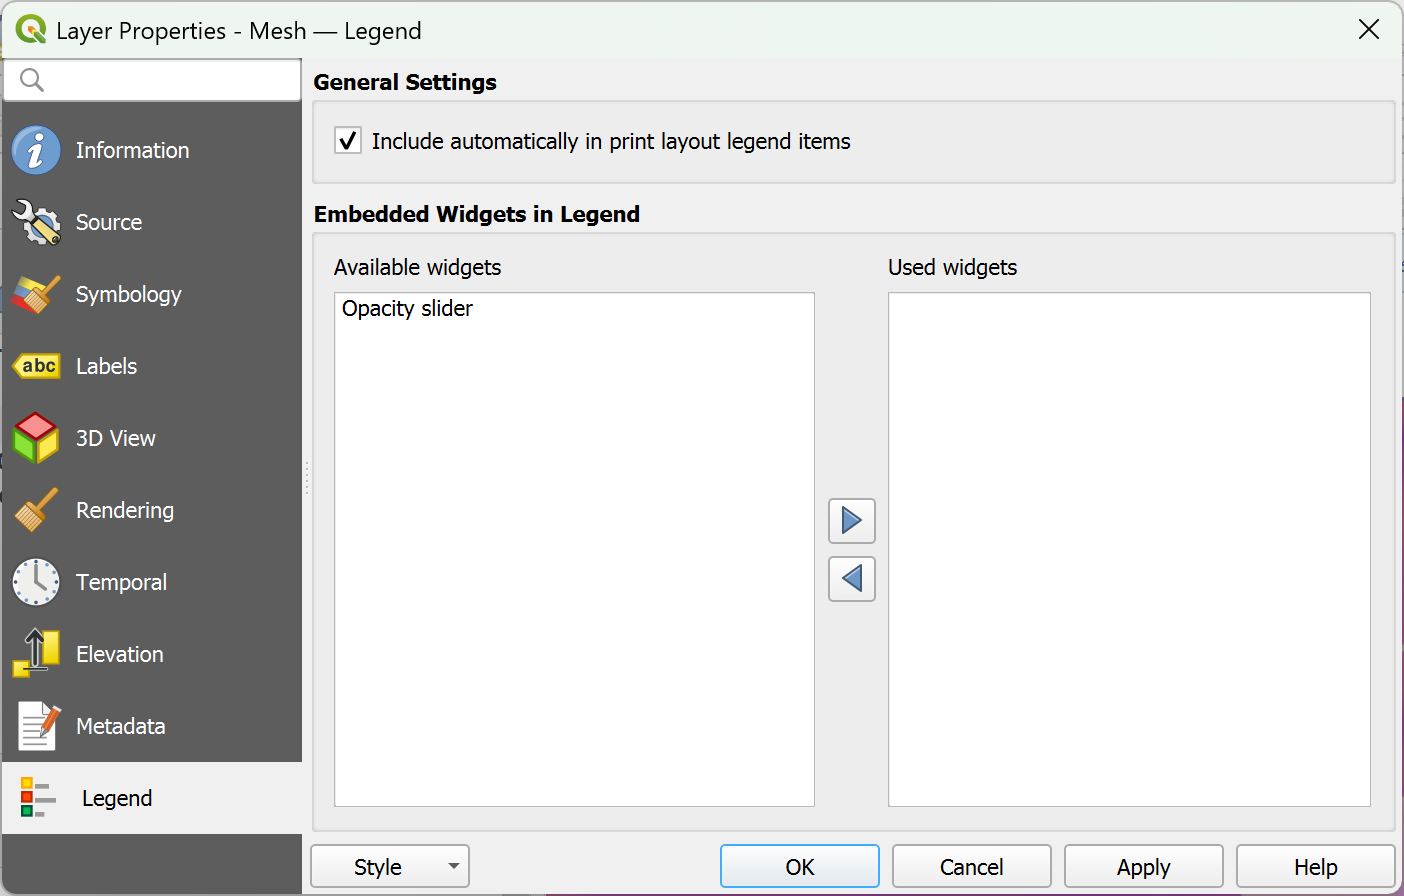 Layer Properties - Mesh — Legend
General Settings
Include automatically in print layout legend items
Information
Source
Symbology
Labels
abc
3D View
Rendering
Temporal
Elevation
Metadata
Legend
Embedded Widgets in Legend
Available widgets
Opacity slider
Used widgets
Style
OK
Cancel
Apply
Help